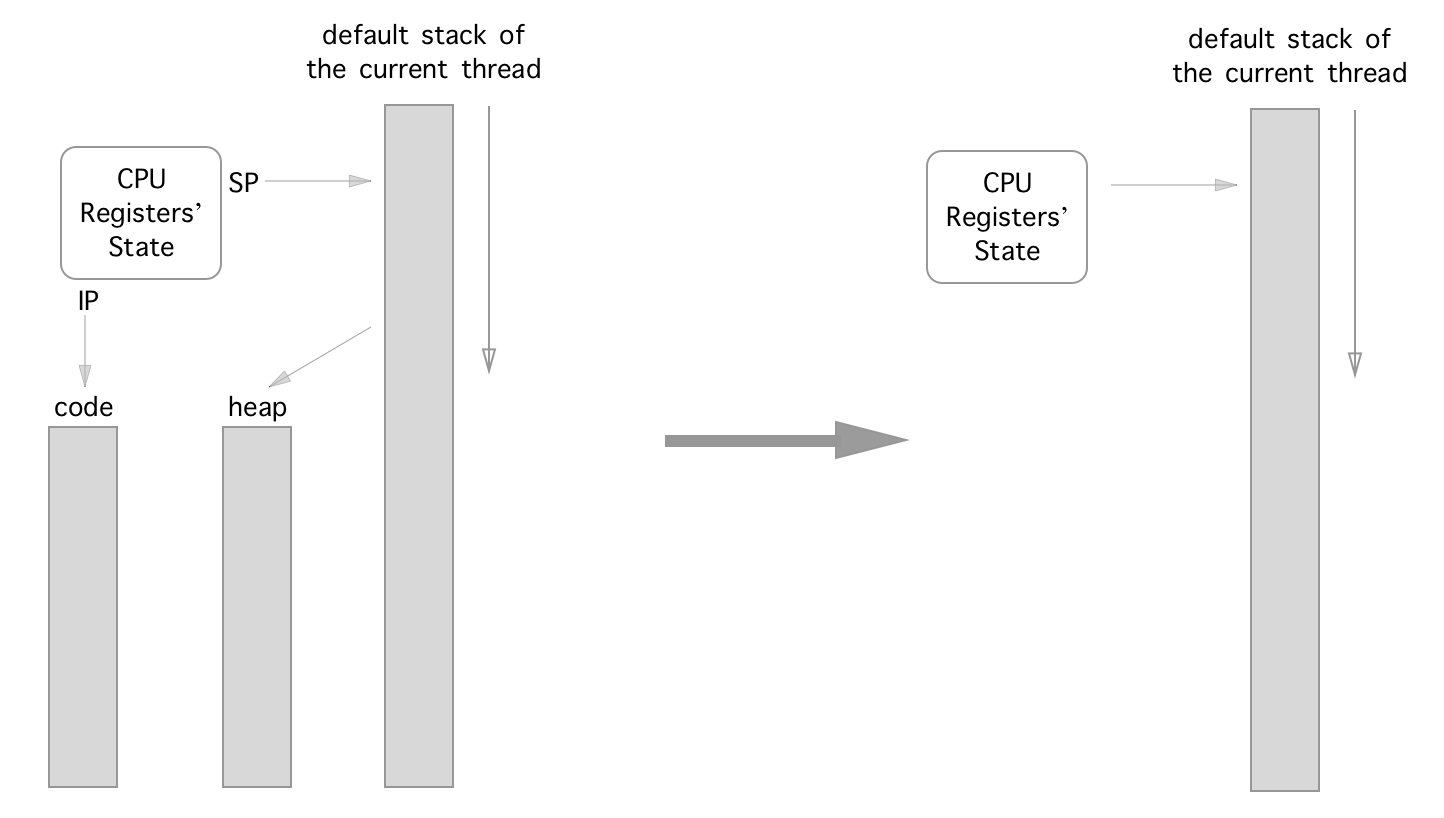 default stack of
the current thread
CPU
Registers’
State
SP
IP
code
heap
default stack of
the current thread
CPU
Registers’
State